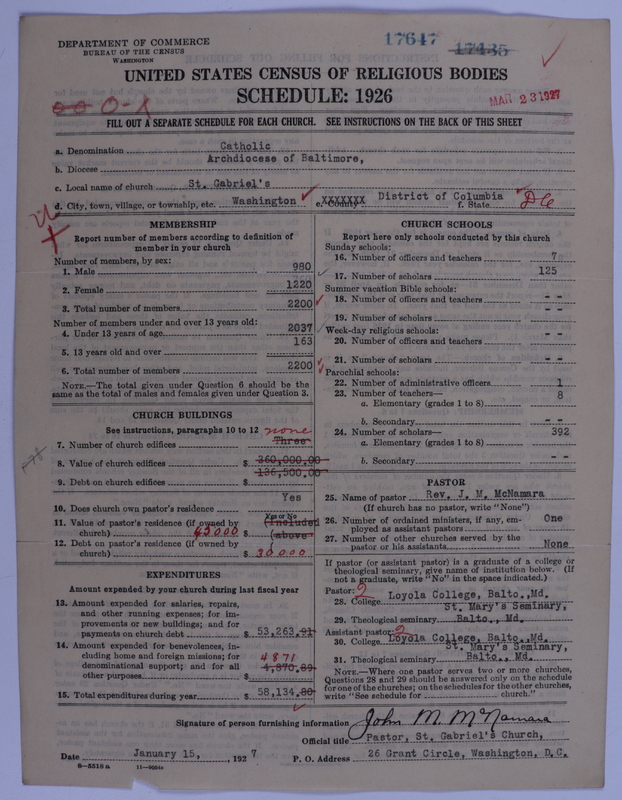 DEPARTMENT OF COMMERCE
BUREAU OF THE CENSUS
WASHINGTON
17647
17435
UNITED STATES CENSUS OF RELIGIOUS BODIES
SCHEDULE: 1926
MAR 23 1927
O-A
FILL OUT A SEPARATE SCHEDULE FOR EACH CHURCH. SEE INSTRUCTIONS ON THE BACK OF THIS SHEET
a. Denomination Catholic
Archdiocese of Baltimore,
b. Diocese
c. Local name of church St. Gabriel's
d. City, town, village, or township, etc. Washington e. County XXXXXXX District of Columbia f. State DC
MEMBERSHIP
Report number of members according to definition of
member in your church
Number of members, by sex:
1. Male 980
2. Female 1220
3. Total number of members 2200
Number of members under and over 13 years old:
4. Under 13 years of age 2037
163
5. 13 years old and over
6. Total number of members 2200
NOTE.—The total given under Question 6 should be the
same as the total of males and females given under Question 3.
CHURCH BUILDINGS
See instructions, paragraphs 10 to 12 none
7. Number of church edifices Three
8. Value of church edifices $ 360,000.00
136,500.00
9. Debt on church edifices $
Yes
10. Does church own pastor's residence
Yes or No
11. Value of pastor's residence (if owned by (Included
church) 45000 $ (above
12. Debt on pastor's residence (if owned by
church) $ 30000
EXPENDITURES
Amount expended by your church during last fiscal year
13. Amount expended for salaries, repairs,
and other running expenses; for im-
provements or new buildings; and for
payments on church debt $ 53,263.91
14. Amount expended for benevolences, in-
cluding home and foreign missions; for 4871
denominational support; and for all 4,870.89
other purposes $
15. Total expenditures during year $ 58,134.80
CHURCH SCHOOLS
Report here only schools conducted by this church
Sunday schools:
16. Number of officers and teachers 7
125
17. Number of scholars
Summer vacation Bible schools:
18. Number of officers and teachers - -
19. Number of scholars - -
Week-day religious schools:
20. Number of officers and teachers
21. Number of scholars - -
Parochial schools:
22. Number of administrative officers 1
23. Number of teachers— 8
a. Elementary (grades 1 to 8)
b. Secondary - -
24. Number of scholars— 392
a. Elementary (grades 1 to 8)
b. Secondary - -
PASTOR
25. Name of pastor Rev. J. M. McNamara
(If church has no pastor, write "None")
26. Number of ordained ministers, if any, em- One
ployed as assistant pastors
27. Number of other churches served by the
pastor or his assistants None
If pastor (or assistant pastor) is a graduate of a college or
theological seminary, give name of institution below. (If
not a graduate, write "No" in the space indicated.)
Pastor: 2
28. College Loyola College, Balto., Md.
St. Mary's Seminary,
29. Theological seminary Balto., Md.
Assistant pastor: 2
30. College Loyola College, Balto., Md.
St. Mary's Seminary,
31. Theological seminary Balto., Md.
NOTE.—Where one pastor serves two or more churches,
Questions 28 and 29 should be answered only on the schedule
for one of the churches; on the schedules for the other churches,
write "See schedule for church."
Signature of person furnishing information John M. McNamara
Official title Pastor, St. Gabriel's Church,
Date January 15, 1927
P. O. Address 26 Grant Circle, Washington, D.C.
8—5518 a